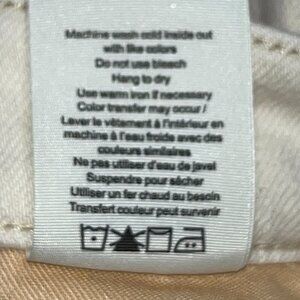 Machine wash cold inside out
with like colors
Do not use bleach
Hang to dry
Use warm iron if necessary
Color transfer may occur /
Laver le vêtement à l'intérieur en
machine à l'eau froide avec des
couleurs similaires
Ne pas utiliser d'eau de javel
Suspendre pour sécher
Utiliser un fer chaud au besoin
Transfert couleur peut survenir